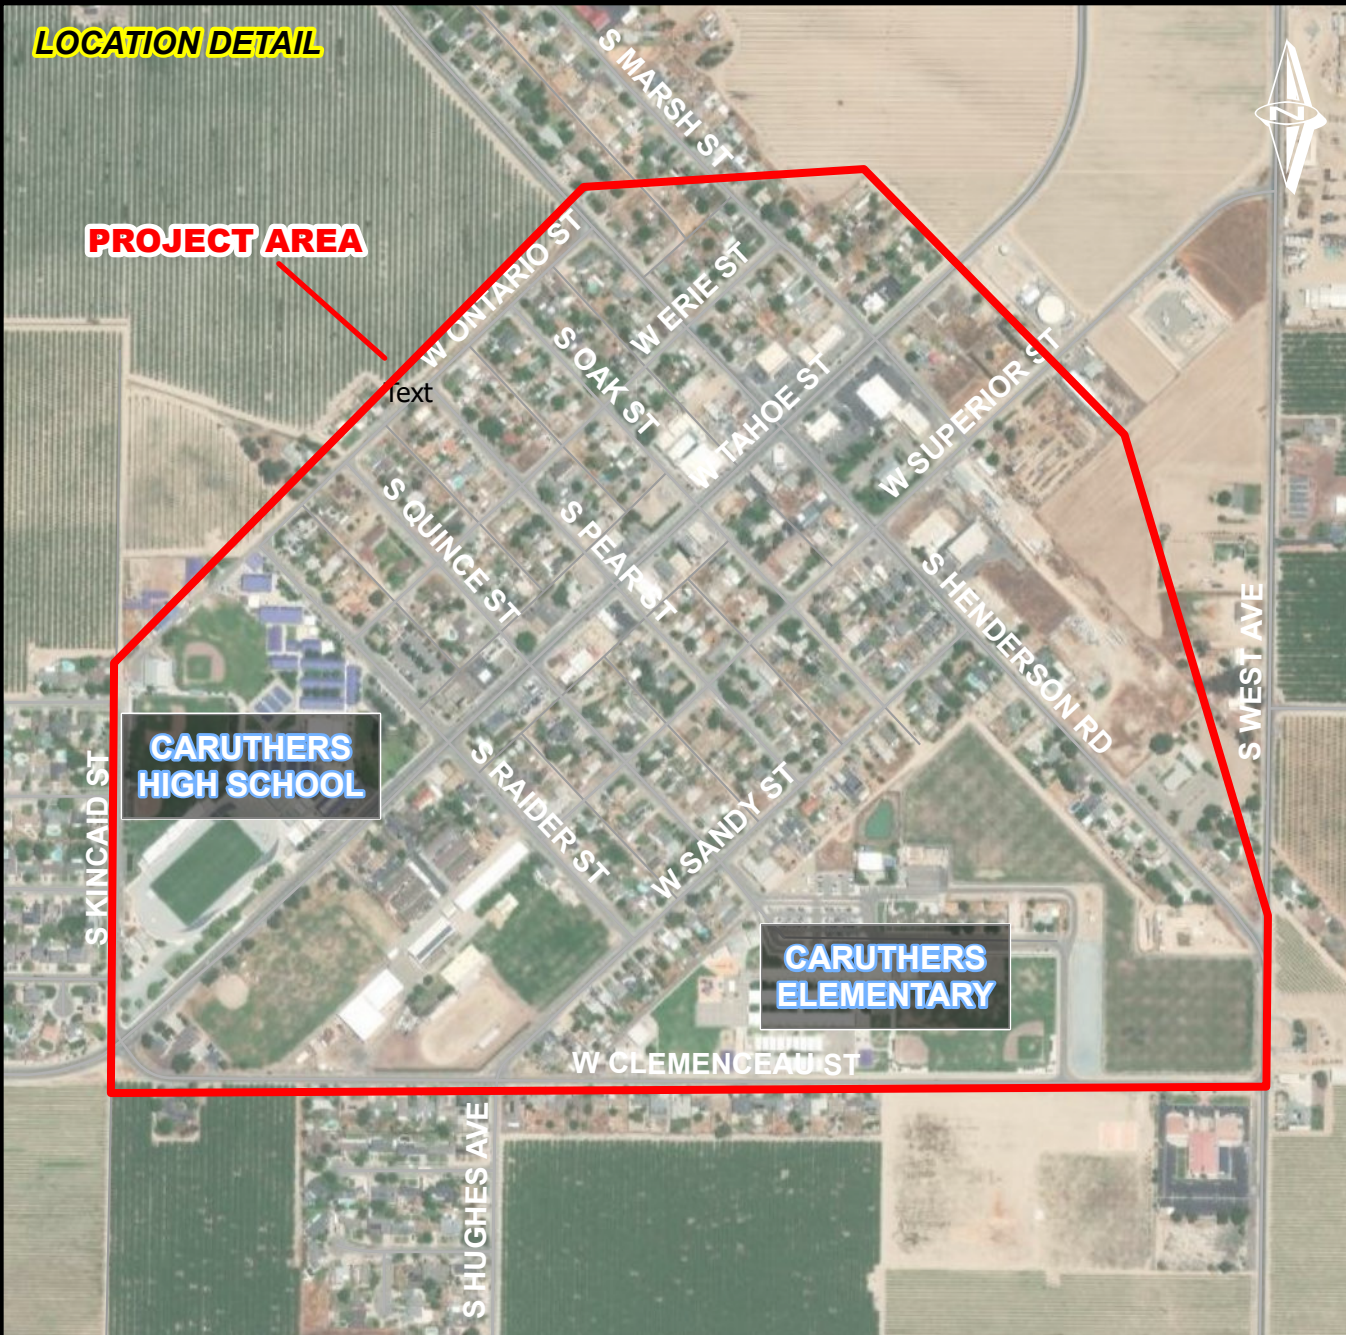 LOCATION DETAIL
S MARSH ST
N
PROJECT AREA
W ONTARIO ST
W ERIE ST
Text
S OAK ST
W TAHOE ST
W SUPERIOR ST
S QUINCE ST
S PEAR ST
S HENDERSON RD
S WEST AVE
CARUTHERS
HIGH SCHOOL
S KINCAID ST
S RAIDER ST
W SANDY ST
CARUTHERS
ELEMENTARY
W CLEMENCEAU ST
S HUGHES AVE